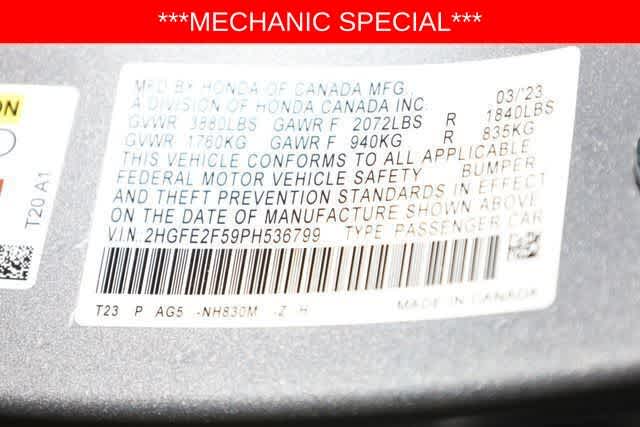 ***MECHANIC SPECIAL***
MFD BY HONDA OF CANADA MFG., 03/'23
A DIVISION OF HONDA CANADA INC.
GVWR 3880LBS GAWR F 2072LBS R 1840LBS
GVWR 1760KG GAWR F 940KG R 835KG
THIS VEHICLE CONFORMS TO ALL APPLICABLE
FEDERAL MOTOR VEHICLE SAFETY BUMPER
AND THEFT PREVENTION STANDARDS IN EFFECT
ON THE DATE OF MANUFACTURE SHOWN ABOVE.
V.I.N. 2HGFE2F59PH536799 TYPE PASSENGER CAR
T23 P AG5 -NH830M -Z H MADE IN CANADA
ON
T20 A1